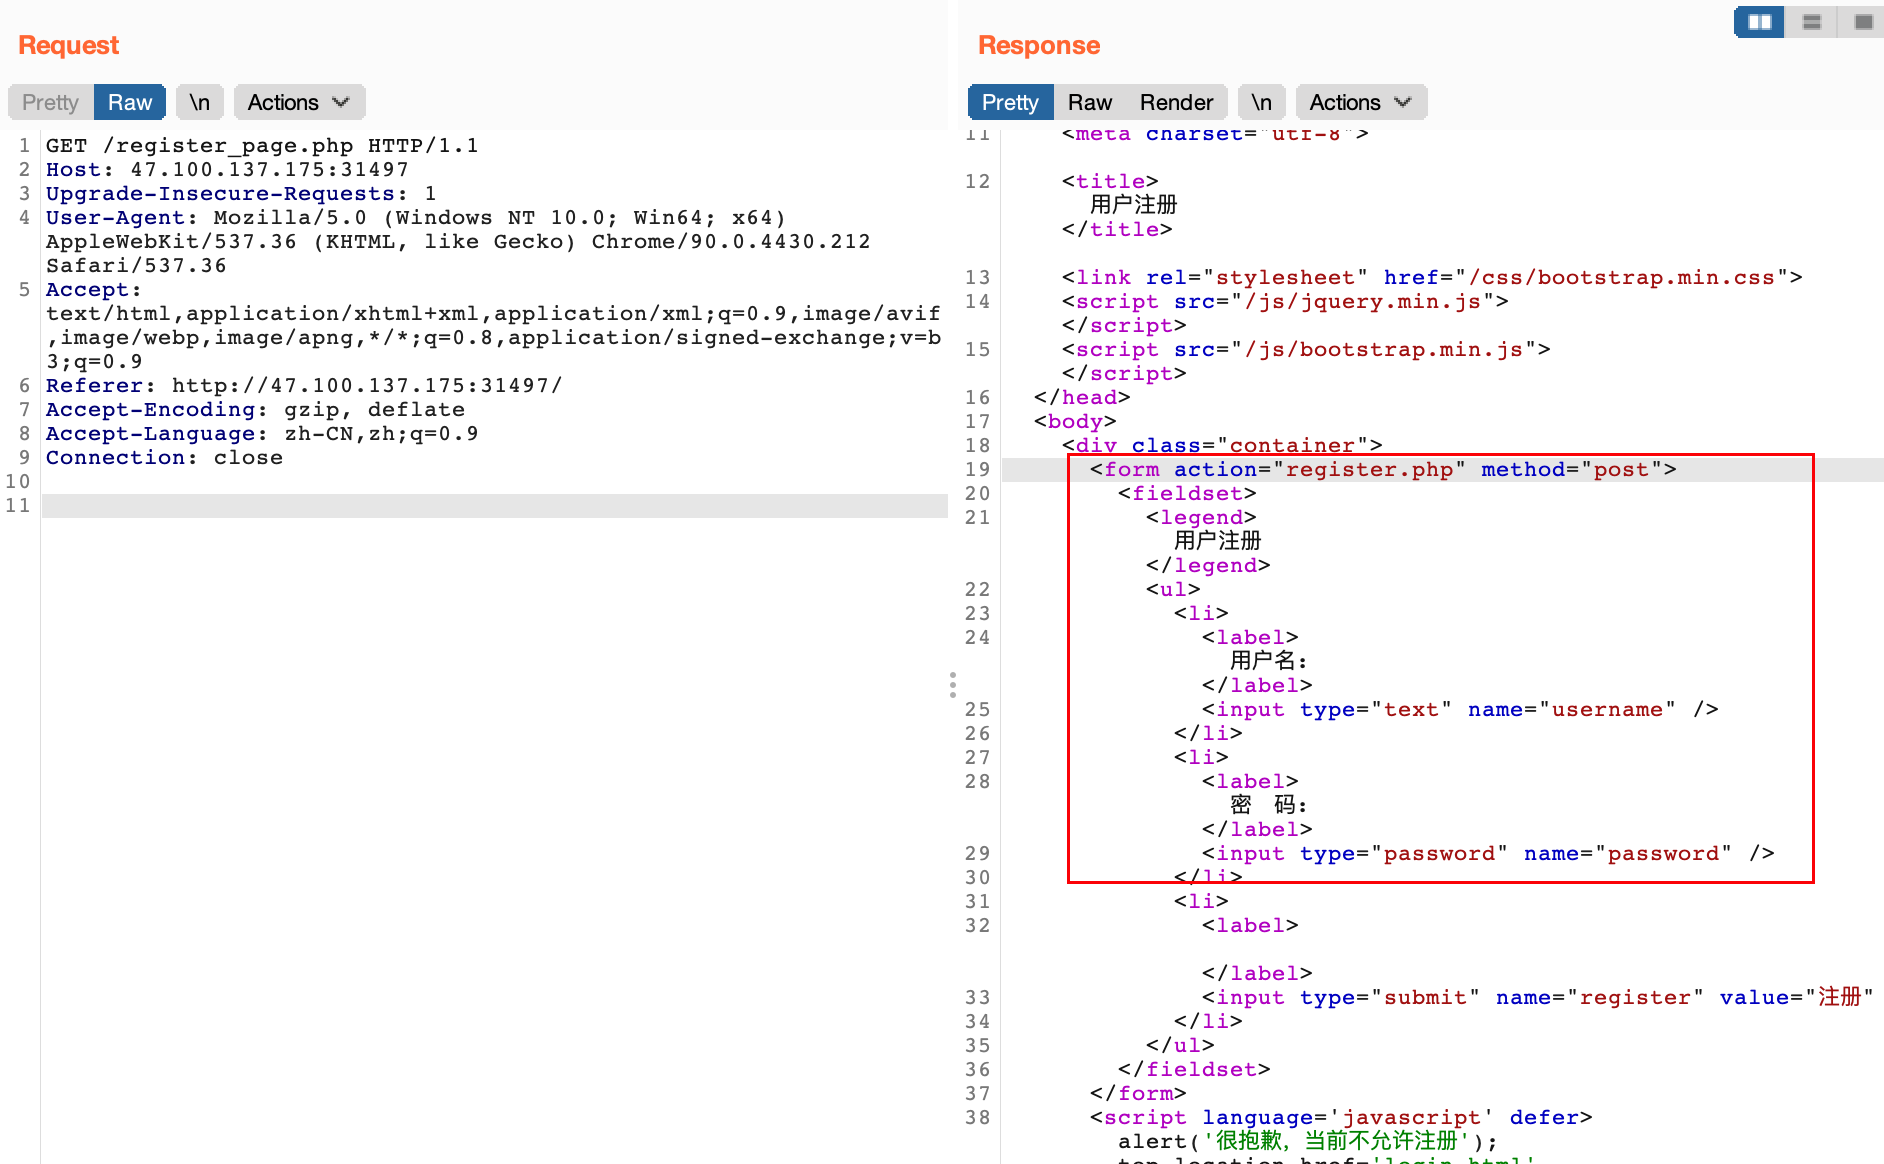 Request
Pretty Raw \n Actions
1 GET /register_page.php HTTP/1.1
2 Host: 47.100.137.175:31497
3 Upgrade-Insecure-Requests: 1
4 User-Agent: Mozilla/5.0 (Windows NT 10.0; Win64; x64)
AppleWebKit/537.36 (KHTML, like Gecko) Chrome/90.0.4430.212
Safari/537.36
5 Accept:
text/html,application/xhtml+xml,application/xml;q=0.9,image/avif
,image/webp,image/apng,*/*;q=0.8,application/signed-exchange;v=b
3;q=0.9
6 Referer: http://47.100.137.175:31497/
7 Accept-Encoding: gzip, deflate
8 Accept-Language: zh-CN,zh;q=0.9
9 Connection: close
10
11
Response
Pretty Raw Render \n Actions
11 <meta charset="utf-8">
12 <title>
用户注册
</title>
13 <link rel="stylesheet" href="/css/bootstrap.min.css">
14 <script src="/js/jquery.min.js">
</script>
15 <script src="/js/bootstrap.min.js">
</script>
16 </head>
17 <body>
18 <div class="container">
19 <form action="register.php" method="post">
20 <fieldset>
21 <legend>
用户注册
</legend>
22 <ul>
23 <li>
24 <label>
用户名:
</label>
25 <input type="text" name="username" />
26 </li>
27 <li>
28 <label>
密 码:
</label>
29 <input type="password" name="password" />
30 </li>
31 <li>
32 <label>
</label>
33 <input type="submit" name="register" value="注册"
34 </li>
35 </ul>
36 </fieldset>
37 </form>
38 <script language='javascript' defer>
alert('很抱歉，当前不允许注册');
top.location.href='login.html'